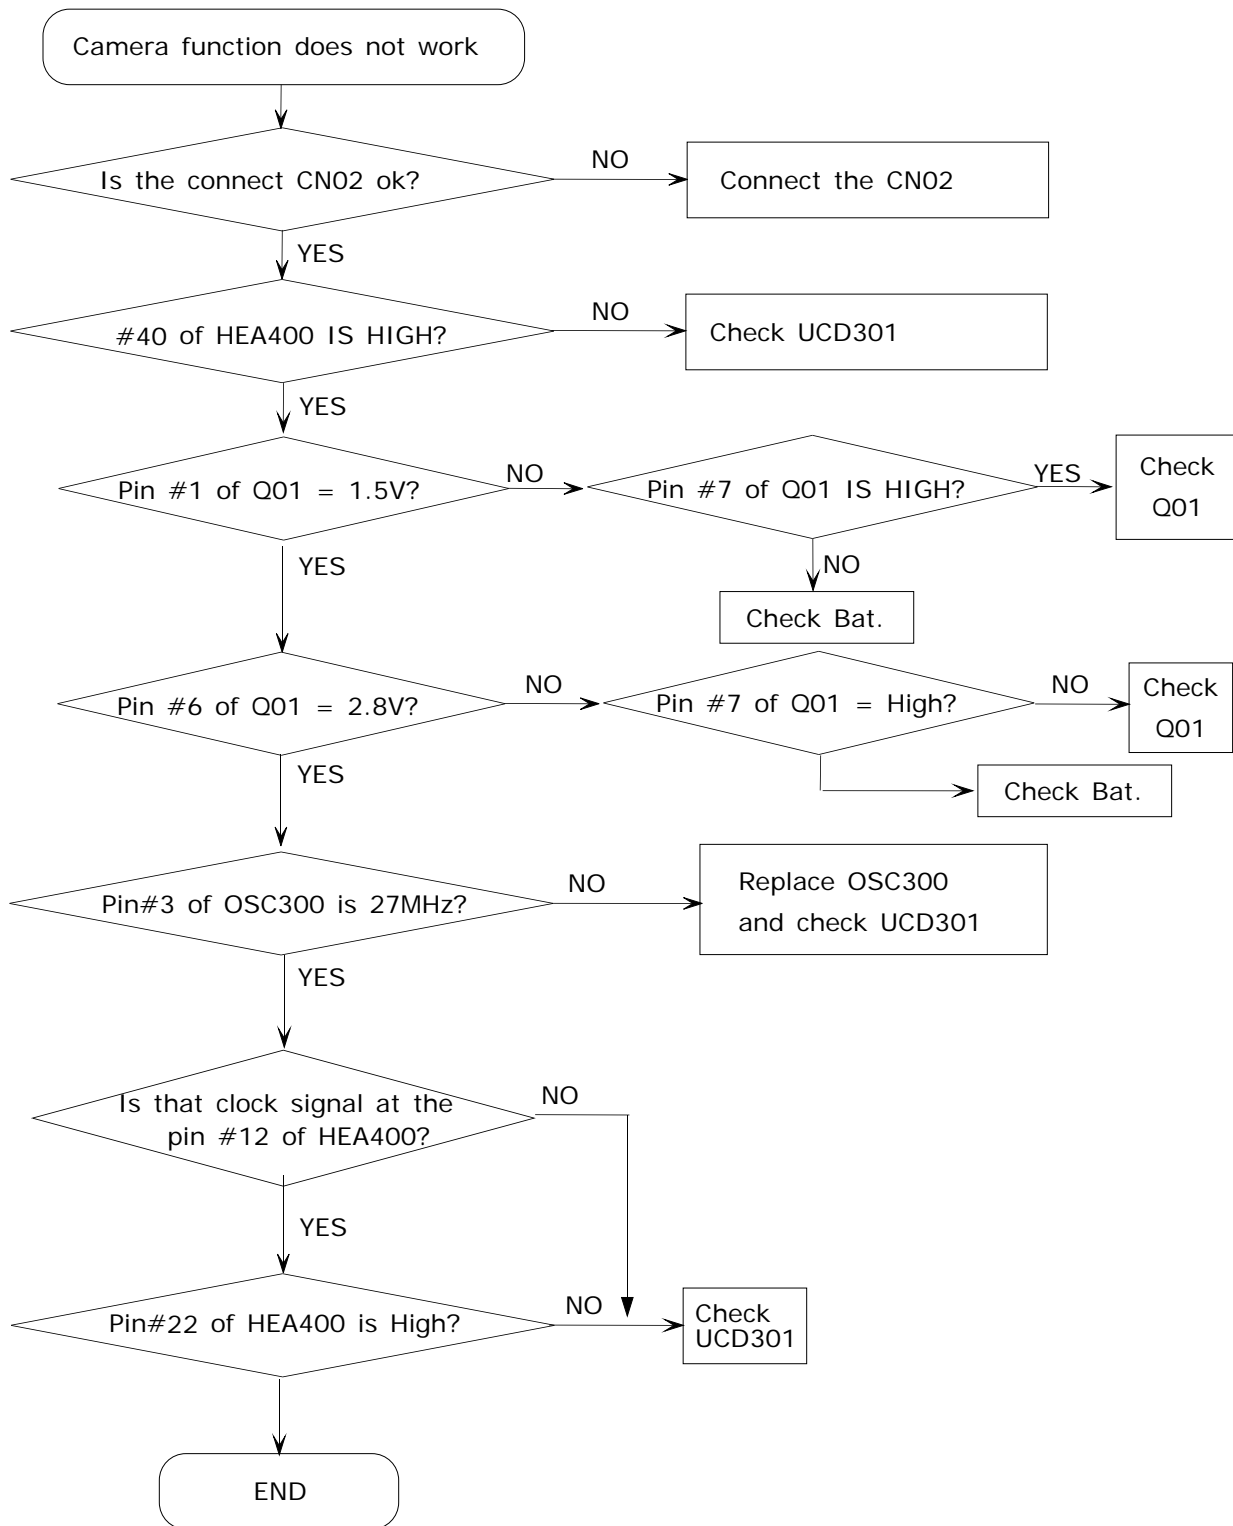 Camera function does not work
Is the connect CN02 ok?
NO
Connect the CN02
YES
#40 of HEA400 IS HIGH?
NO
Check UCD301
YES
Pin #1 of Q01 = 1.5V?
NO
Pin #7 of Q01 IS HIGH?
YES
Check
Q01
YES
NO
Check Bat.
Pin #6 of Q01 = 2.8V?
NO
Pin #7 of Q01 = High?
NO
Check
Q01
YES
Check Bat.
Pin#3 of OSC300 is 27MHz?
NO
Replace OSC300
and check UCD301
YES
Is that clock signal at the
pin #12 of HEA400?
NO
YES
Pin#22 of HEA400 is High?
NO
Check
UCD301
END